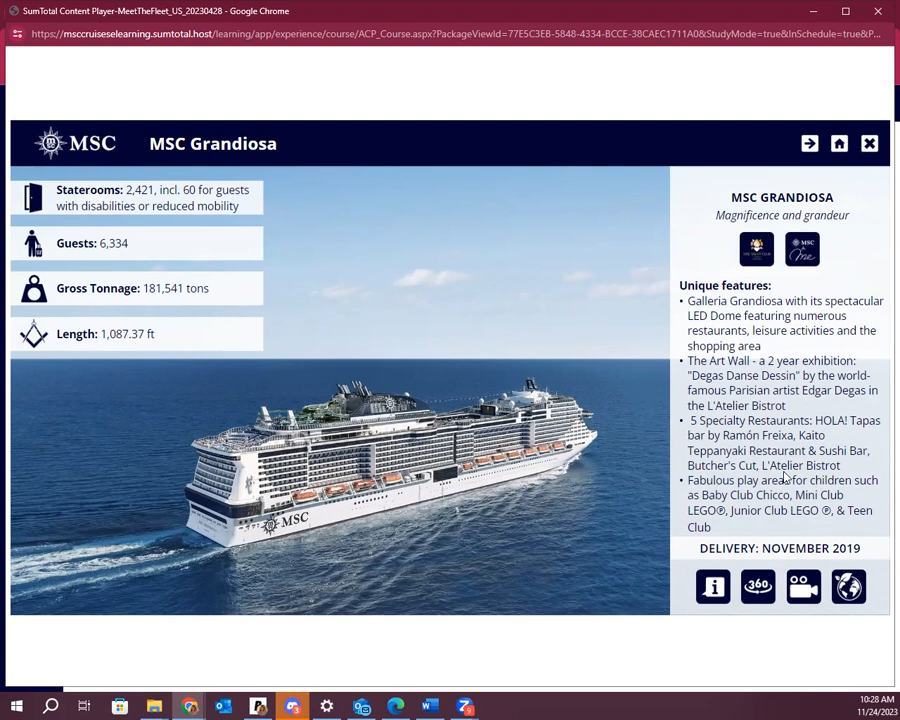 SumTotal Content Player-MeetTheFleet_US_20230428 - Google Chrome
https://msccruiseselearning.sumtotal.host/learning/app/experience/course/ACP_Course.aspx?PackageViewId=77E5C3EB-5848-4334-BCCE-38CAEC1711A0&StudyMode=true&InSchedule=true&P...
MSC
MSC Grandiosa
Staterooms: 2,421, incl. 60 for guests
with disabilities or reduced mobility
Guests: 6,334
Gross Tonnage: 181,541 tons
Length: 1,087.37 ft
MSC GRANDIOSA
Magnificence and grandeur
MSC
Me
Unique features:
• Galleria Grandiosa with its spectacular
LED Dome featuring numerous
restaurants, leisure activities and the
shopping area
• The Art Wall - a 2 year exhibition:
"Degas Danse Dessin" by the world-
famous Parisian artist Edgar Degas in
the L'Atelier Bistrot
• 5 Specialty Restaurants: HOLA! Tapas
bar by Ramón Freixa, Kaito
Teppanyaki Restaurant & Sushi Bar,
Butcher's Cut, L'Atelier Bistrot
• Fabulous play areas for children such
as Baby Club Chicco, Mini Club
LEGO®, Junior Club LEGO ®, & Teen
Club
DELIVERY: NOVEMBER 2019
360
MSC
10:28 AM
11/24/2023